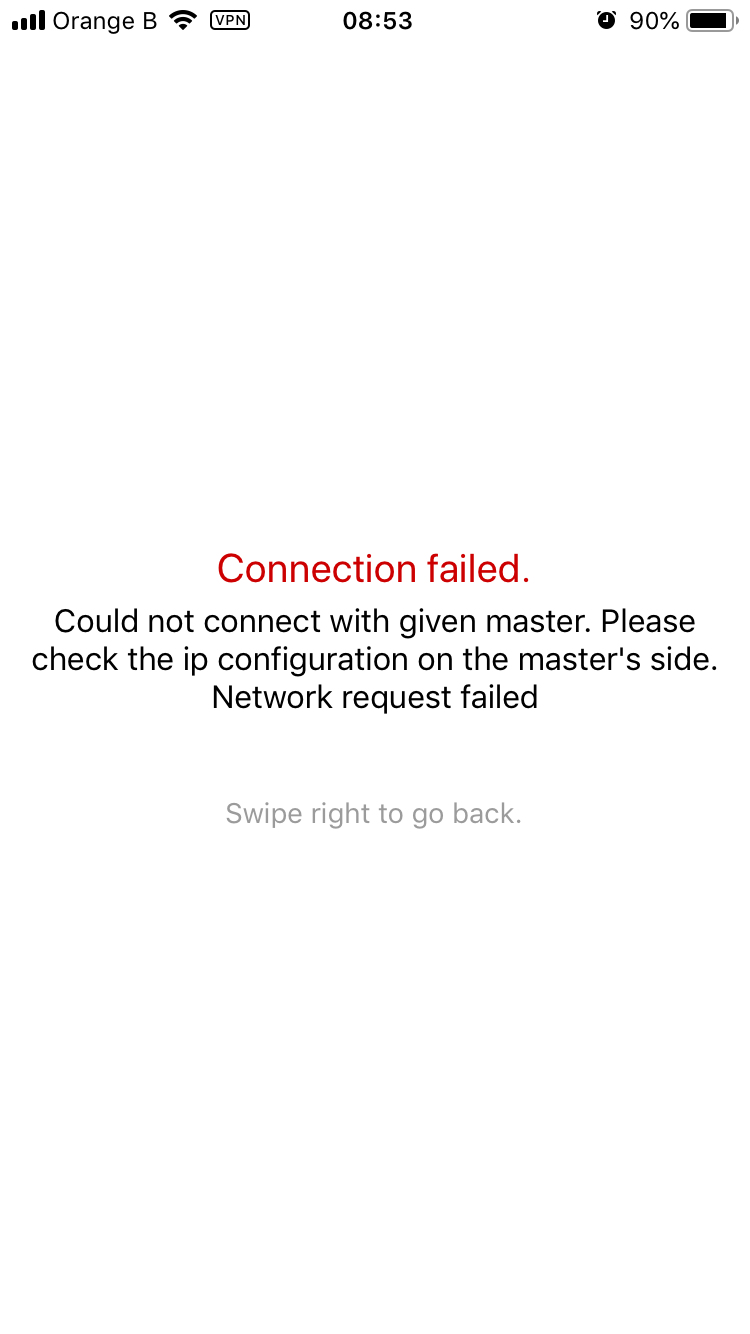 Orange B VPN 08:53 90%
Connection failed.
Could not connect with given master. Please
check the ip configuration on the master's side.
Network request failed
Swipe right to go back.